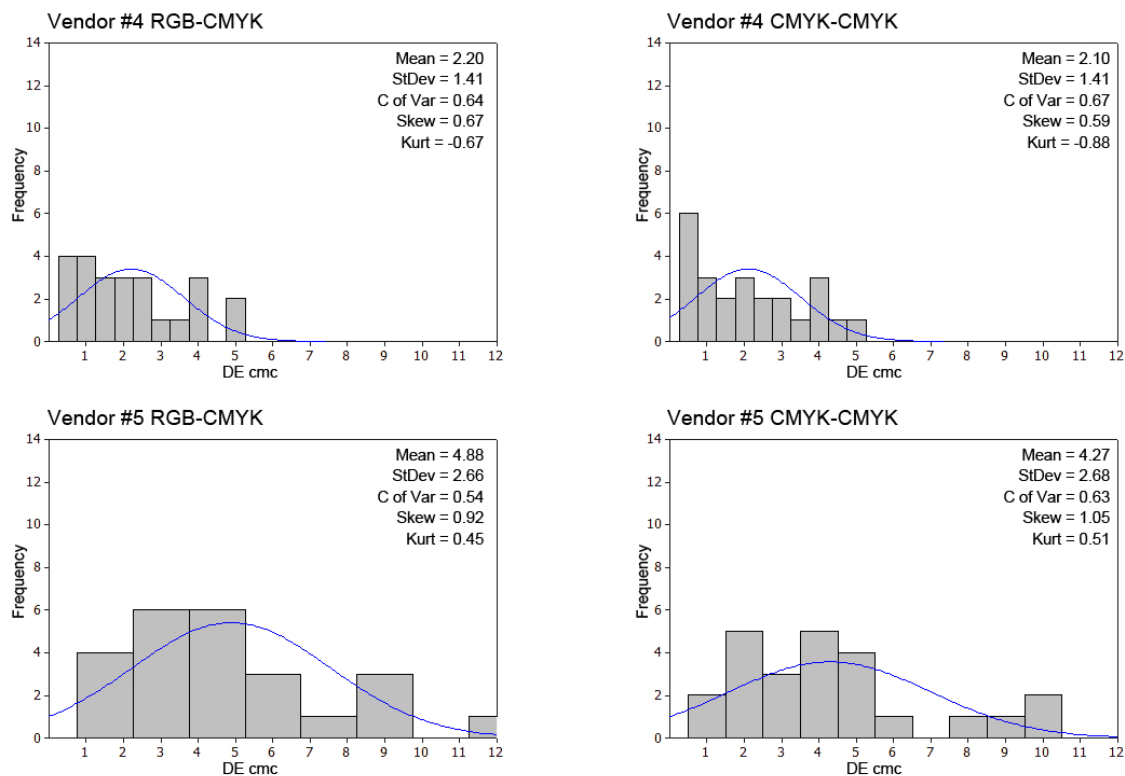 Vendor #4 RGB-CMYK
14
12
10
8
6
4
2
0
Frequency
Mean = 2.20
StDev = 1.41
C of Var = 0.64
Skew = 0.67
Kurt = -0.67
1 2 3 4 5 6 7 8 9 10 11 12
DE cmc
Vendor #4 CMYK-CMYK
14
12
10
8
6
4
2
0
Frequency
Mean = 2.10
StDev = 1.41
C of Var = 0.67
Skew = 0.59
Kurt = -0.88
1 2 3 4 5 6 7 8 9 10 11 12
DE cmc
Vendor #5 RGB-CMYK
14
12
10
8
6
4
2
0
Frequency
Mean = 4.88
StDev = 2.66
C of Var = 0.54
Skew = 0.92
Kurt = 0.45
1 2 3 4 5 6 7 8 9 10 11 12
DE cmc
Vendor #5 CMYK-CMYK
14
12
10
8
6
4
2
0
Frequency
Mean = 4.27
StDev = 2.68
C of Var = 0.63
Skew = 1.05
Kurt = 0.51
1 2 3 4 5 6 7 8 9 10 11 12
DE cmc